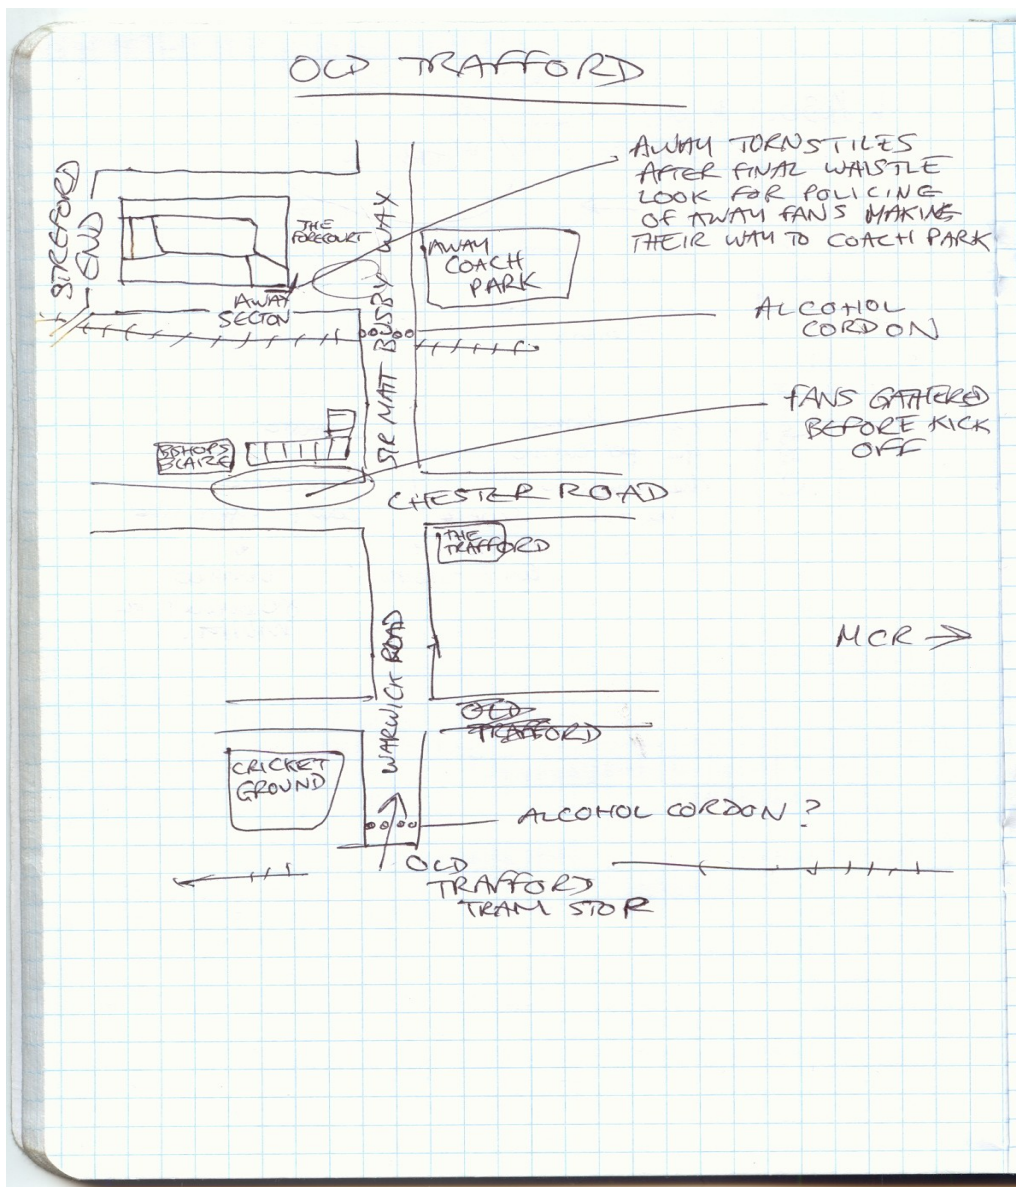 OLD TRAFFORD
AWAY TURNSTILES
AFTER FINAL WHISTLE
LOOK FOR POLICING
OF AWAY FANS MAKING
THEIR WAY TO COACH PARK
STREFORD
END
THE
FORECOURT
SIR MATT BUSBY WAY
AWAY
COACH
PARK
AWAY
SECTON
ALCOHOL
CORDON
FANS GATHERED
BEFORE KICK
OFF
BSHOPS
BLAIZE
CHESTER ROAD
THE
TRAFFORD
WARWICK ROAD
MCR →
OLD
TRAFFORD
CRICKET
GROUND
ALCOHOL CORDON?
OLD
TRAFFORD
TRAM STOP